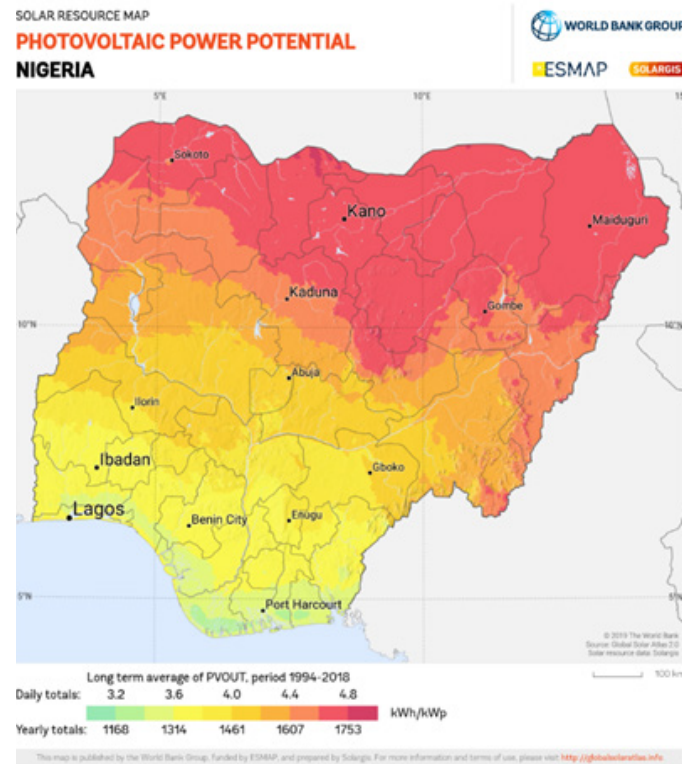 SOLAR RESOURCE MAP
PHOTOVOLTAIC POWER POTENTIAL
NIGERIA
WORLD BANK GROUP
ESMAP
SOLARGIS
5°E
10°E
15°
Sokoto
Kano
Maiduguri
Kaduna
Gombe
10°N
10°N
Abuja
Ilorin
Ibadan
Gboko
Lagos
Benin City
Enugu
5°N
5°N
Port Harcourt
© 2019 The World Bank
Source: Global Solar Atlas 2.0
Solar resource data: Solargis
100 km
Long term average of PVOUT, period 1994-2018
Daily totals: 3.2 3.6 4.0 4.4 4.8
kWh/kWp
Yearly totals: 1168 1314 1461 1607 1753
This map is published by the World Bank Group, funded by ESMAP, and prepared by Solargis. For more information and terms of use, please visit http://globalsolaratlas.info